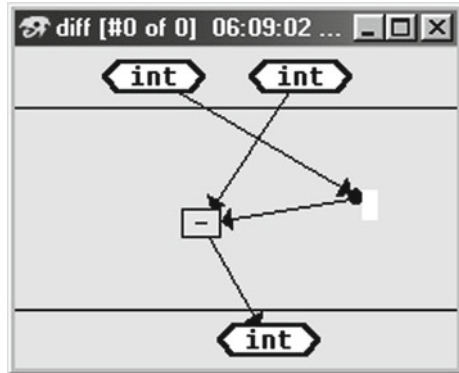 diff [#0 of 0] 06:09:02 ...
int int
-
int